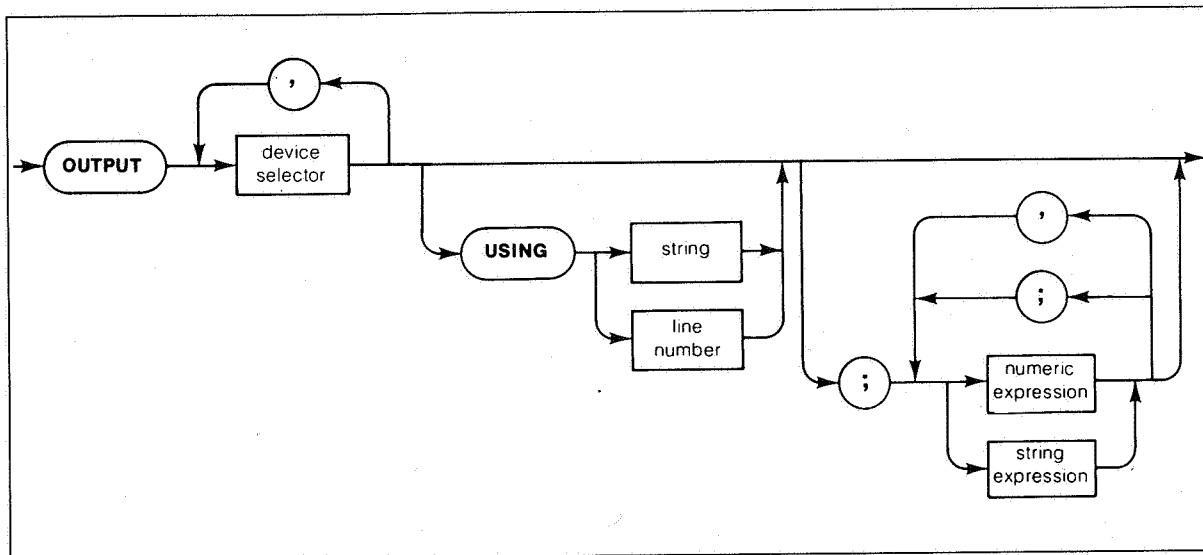 ,
OUTPUT
device
selector
,
USING
string
;
line
number
;
numeric
expression
string
expression